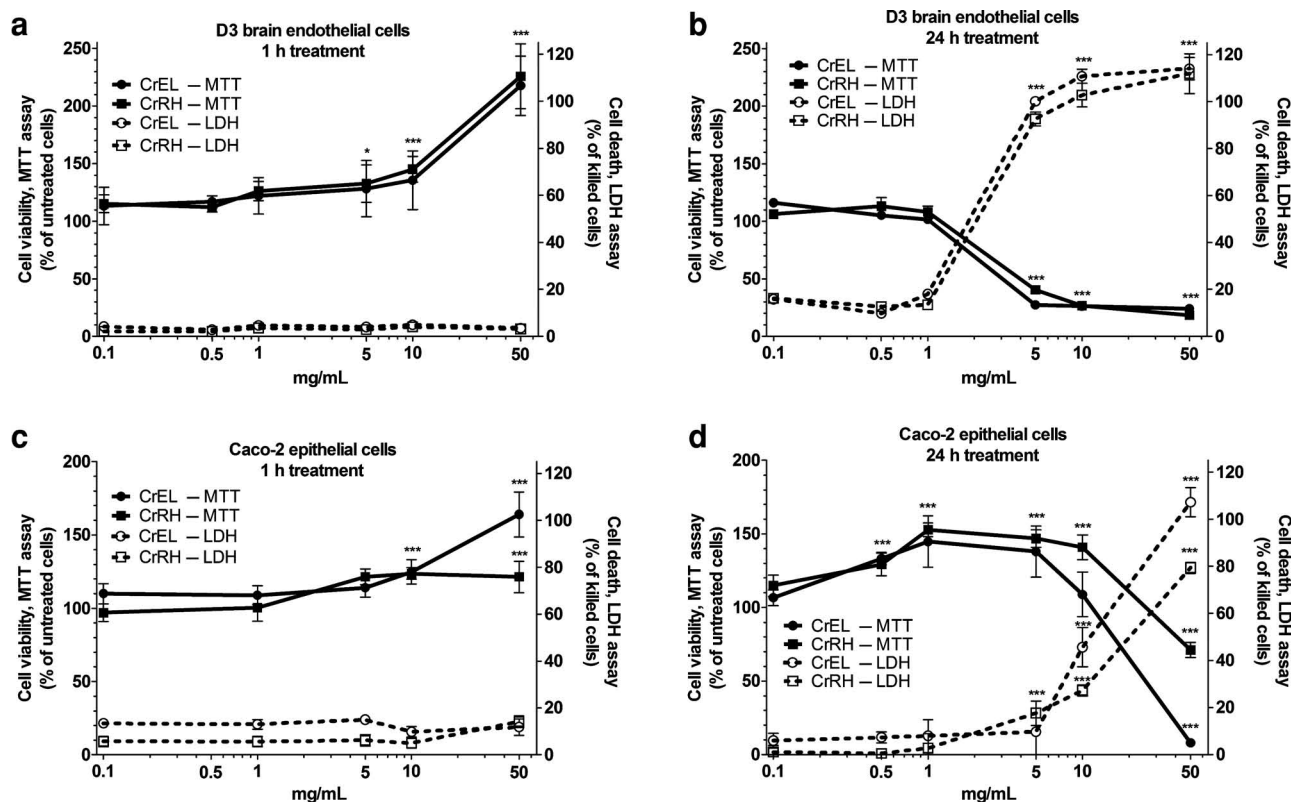 a
D3 brain endothelial cells
1 h treatment
Cell viability, MTT assay
(% of untreated cells)
250
200
150
100
50
0
CrEL – MTT
CrRH – MTT
CrEL – LDH
CrRH – LDH
*
***
***
120
100
80
60
40
20
0
Cell death, LDH assay
(% of killed cells)
0.1
0.5
1
5
10
50
mg/mL
b
D3 brain endothelial cells
24 h treatment
Cell viability, MTT assay
(% of untreated cells)
250
200
150
100
50
0
CrEL – MTT
CrRH – MTT
CrEL – LDH
CrRH – LDH
***
***
***
***
***
***
120
100
80
60
40
20
0
Cell death, LDH assay
(% of killed cells)
0.1
0.5
1
5
10
50
mg/mL
c
Caco-2 epithelial cells
1 h treatment
Cell viability, MTT assay
(% of untreated cells)
200
150
100
50
0
CrEL – MTT
CrRH – MTT
CrEL – LDH
CrRH – LDH
***
***
***
120
100
80
60
40
20
0
Cell death, LDH assay
(% of killed cells)
0.1
0.5
1
5
10
50
mg/mL
d
Caco-2 epithelial cells
24 h treatment
Cell viability, MTT assay
(% of untreated cells)
200
150
100
50
0
***
***
***
***
CrEL – MTT
CrRH – MTT
CrEL – LDH
CrRH – LDH
***
***
***
***
***
***
***
120
100
80
60
40
20
0
Cell death, LDH assay
(% of killed cells)
0.1
0.5
1
5
10
50
mg/mL